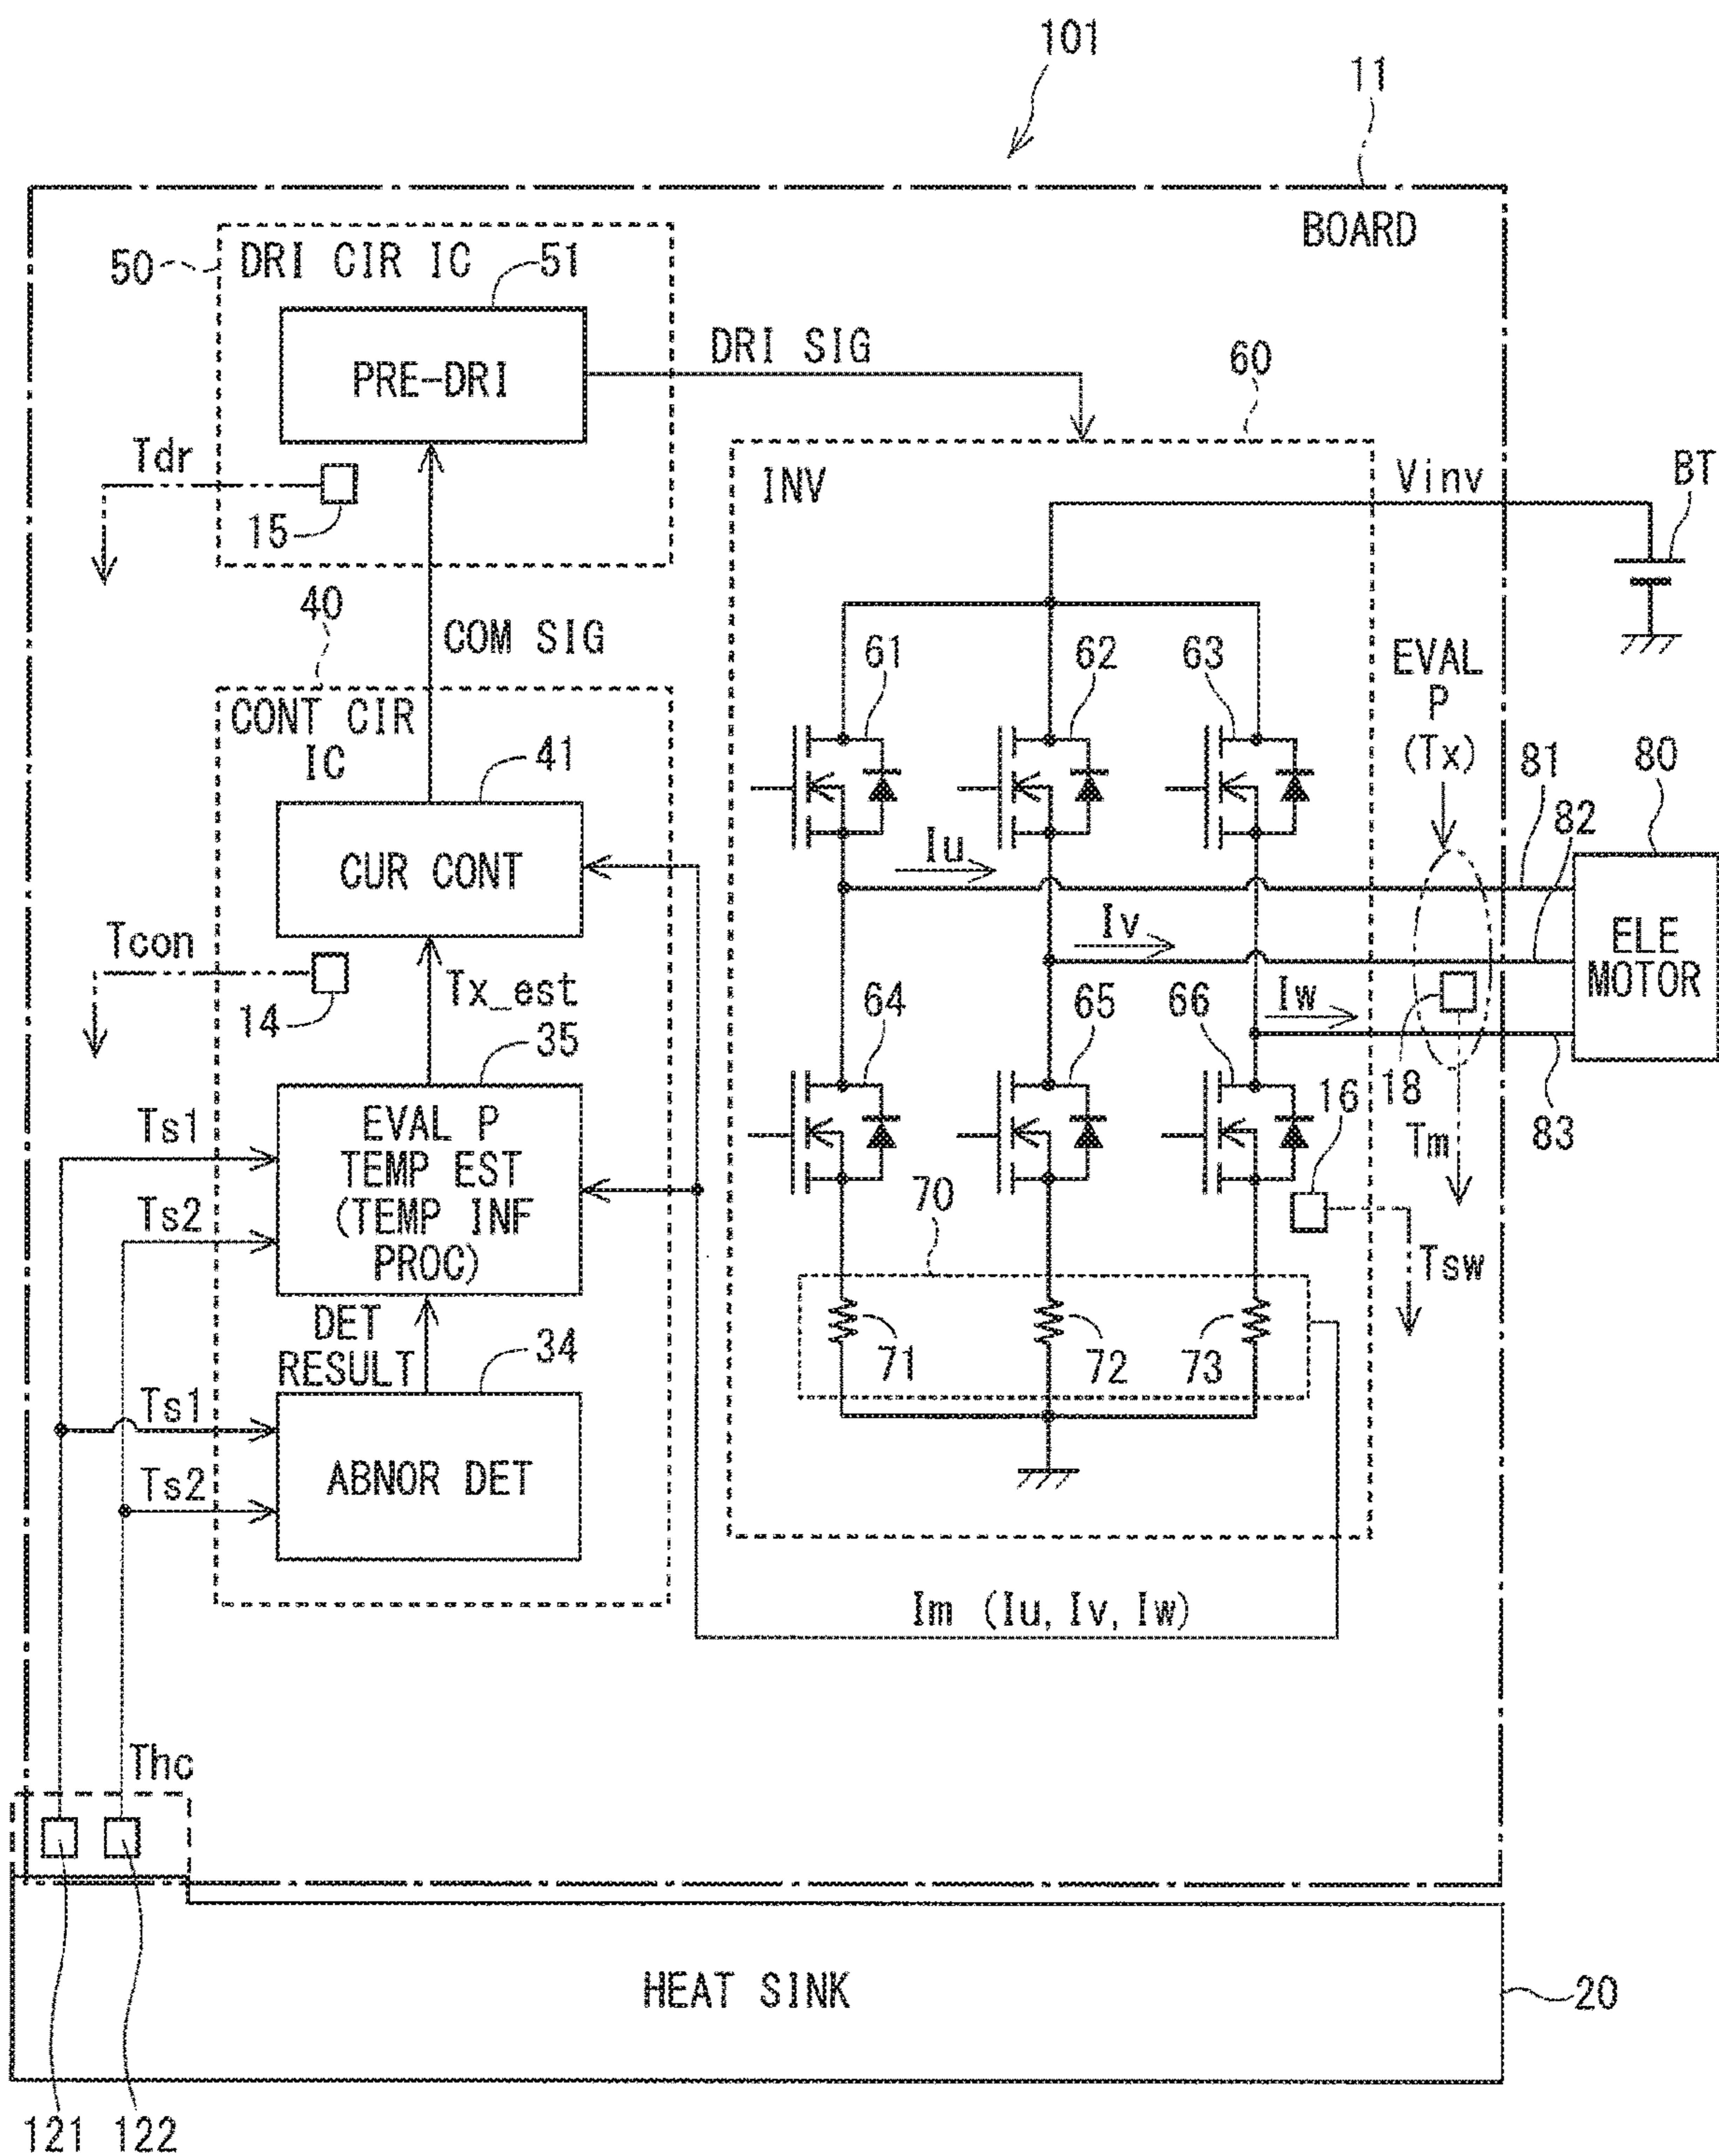 101
11
BOARD
50
DRI CIR IC
51
PRE-DRI
DRI SIG
60
Tdr
15
INV
Vinv
BT
40
COM SIG
61
62
63
EVAL
P
(Tx)
CONT CIR
IC
41
81
80
82
CUR CONT
Iu
Iv
Iw
ELE
MOTOR
Tcon
14
Tx_est
64
65
66
35
18
83
16
Tm
Ts1
EVAL P
TEMP EST
(TEMP INF
PROC)
Ts2
70
Tsw
DET
RESULT
34
71
72
73
Ts1
Ts2
ABNOR DET
Im (Iu, Iv, Iw)
Thc
HEAT SINK
20
121
122